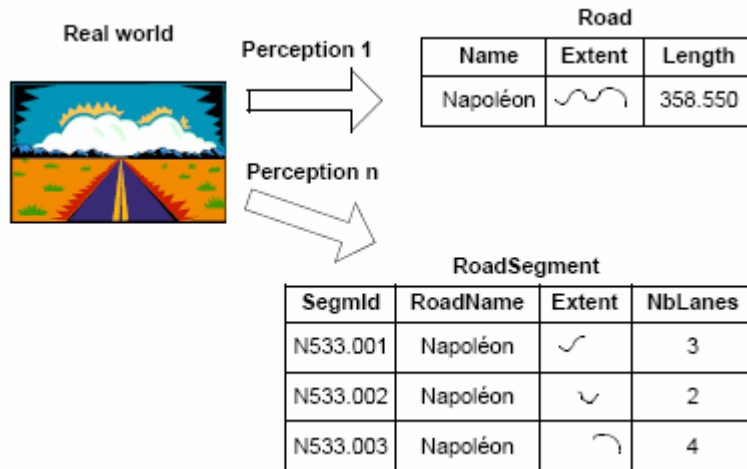 Real world
Perception 1
Road
Name Extent Length
Napoléon 358.550
Perception n
RoadSegment
SegmId RoadName Extent NbLanes
N533.001 Napoléon 3
N533.002 Napoléon 2
N533.003 Napoléon 4